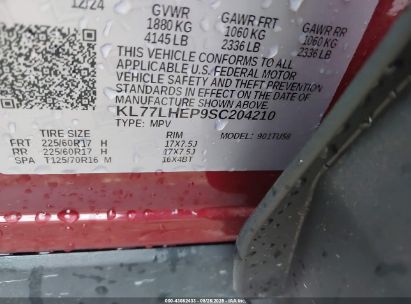 12/24
GVWR GAWR FRT GAWR RR
1880 KG 1060 KG 1060 KG
4145 LB 2336 LB 2336 LB
THIS VEHICLE CONFORMS TO ALL
APPLICABLE U.S. FEDERAL MOTOR
VEHICLE SAFETY AND THEFT PREVENTION
STANDARDS IN EFFECT ON THE DATE OF
MANUFACTURE SHOWN ABOVE.
KL77LHEP9SC204210
TYPE: MPV
TIRE SIZE RIM MODEL: 901TUS8
FRT 225/60R17 H 17X7.5J
RR 225/60R17 H 17X7.5J
SPA T125/70R16 M 16X4BT